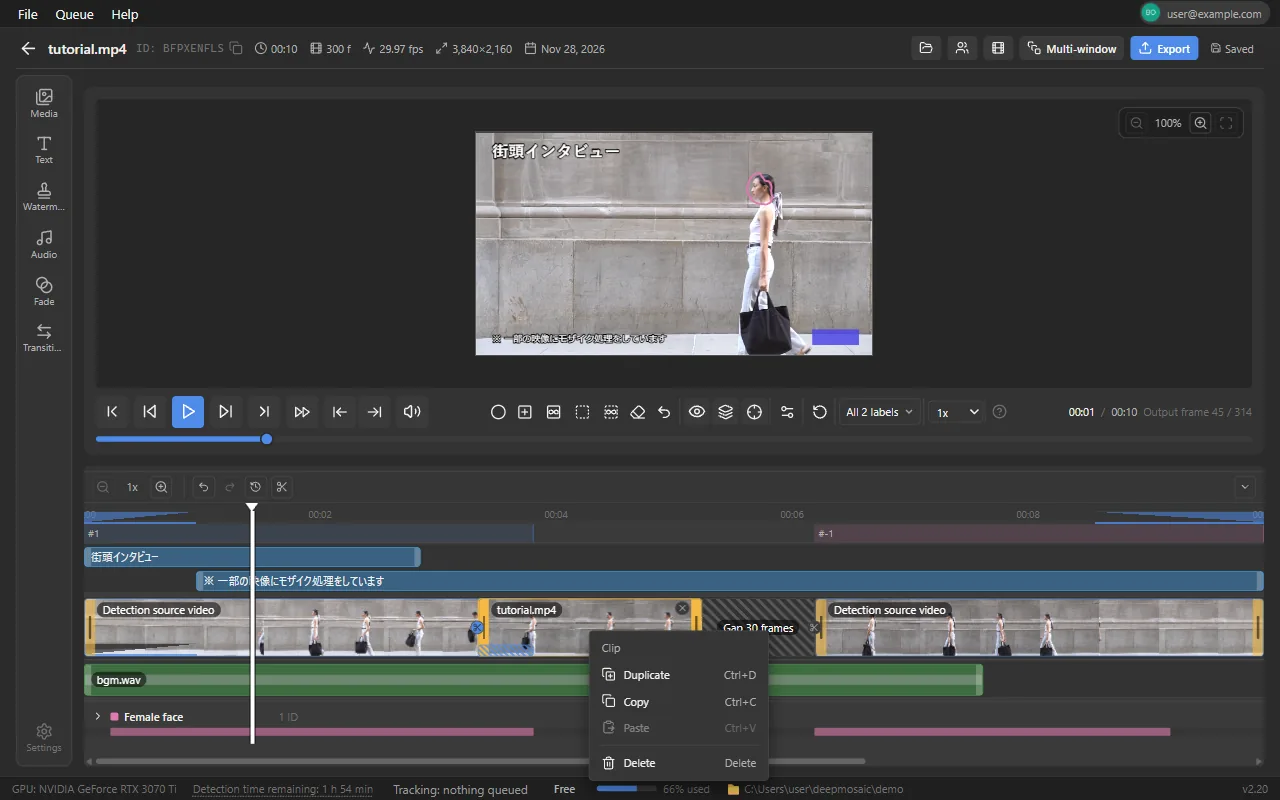 File Queue Help
user@example.com
tutorial.mp4 ID: BFPXENFLS 00:10 300 f 29.97 fps 3,840×2,160 Nov 28, 2026
Multi-window Export Saved
Media
Text
Waterm...
Audio
Fade
Transiti...
Settings
100%
街頭インタビュー
※ 一部の映像にモザイク処理をしています
All 2 labels 1x 00:01 / 00:10 Output frame 45 / 314
1x
00:02 00:04 00:06 00:08
#1 #-1
街頭インタビュー
※ 一部の映像にモザイク処理をしています
Detection source video tutorial.mp4 Gap 30 frames Detection source video
bgm.wav
Female face 1 ID
Clip
Duplicate Ctrl+D
Copy Ctrl+C
Paste Ctrl+V
Delete Delete
GPU: NVIDIA GeForce RTX 3070 Ti Detection time remaining: 1 h 54 min Tracking: nothing queued Free 66% used C:\Users\user\deepmosaic\demo v2.20